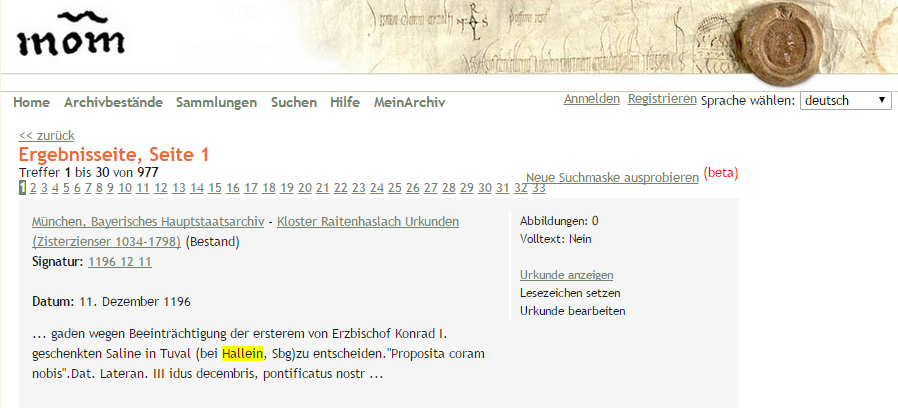 mom
Home Archivbestände Sammlungen Suchen Hilfe MeinArchiv
Anmelden Registrieren Sprache wählen: deutsch
<< zurück
Ergebnisseite, Seite 1
Treffer 1 bis 30 von 977
Neue Suchmaske ausprobieren (beta)
1 2 3 4 5 6 7 8 9 10 11 12 13 14 15 16 17 18 19 20 21 22 23 24 25 26 27 28 29 30 31 32 33
München, Bayerisches Hauptstaatsarchiv - Kloster Raitenhaslach Urkunden
(Zisterzienser 1034-1798) (Bestand)
Signatur: 1196 12 11
Datum: 11. Dezember 1196
... gaden wegen Beeinträchtigung der ersterem von Erzbischof Konrad I.
geschenkten Saline in Tuval (bei Hallein, Sbg)zu entscheiden."Proposita coram
nobis".Dat. Lateran. III idus decembris, pontificatus nostr ...
Abbildungen: 0
Volltext: Nein
Urkunde anzeigen
Lesezeichen setzen
Urkunde bearbeiten